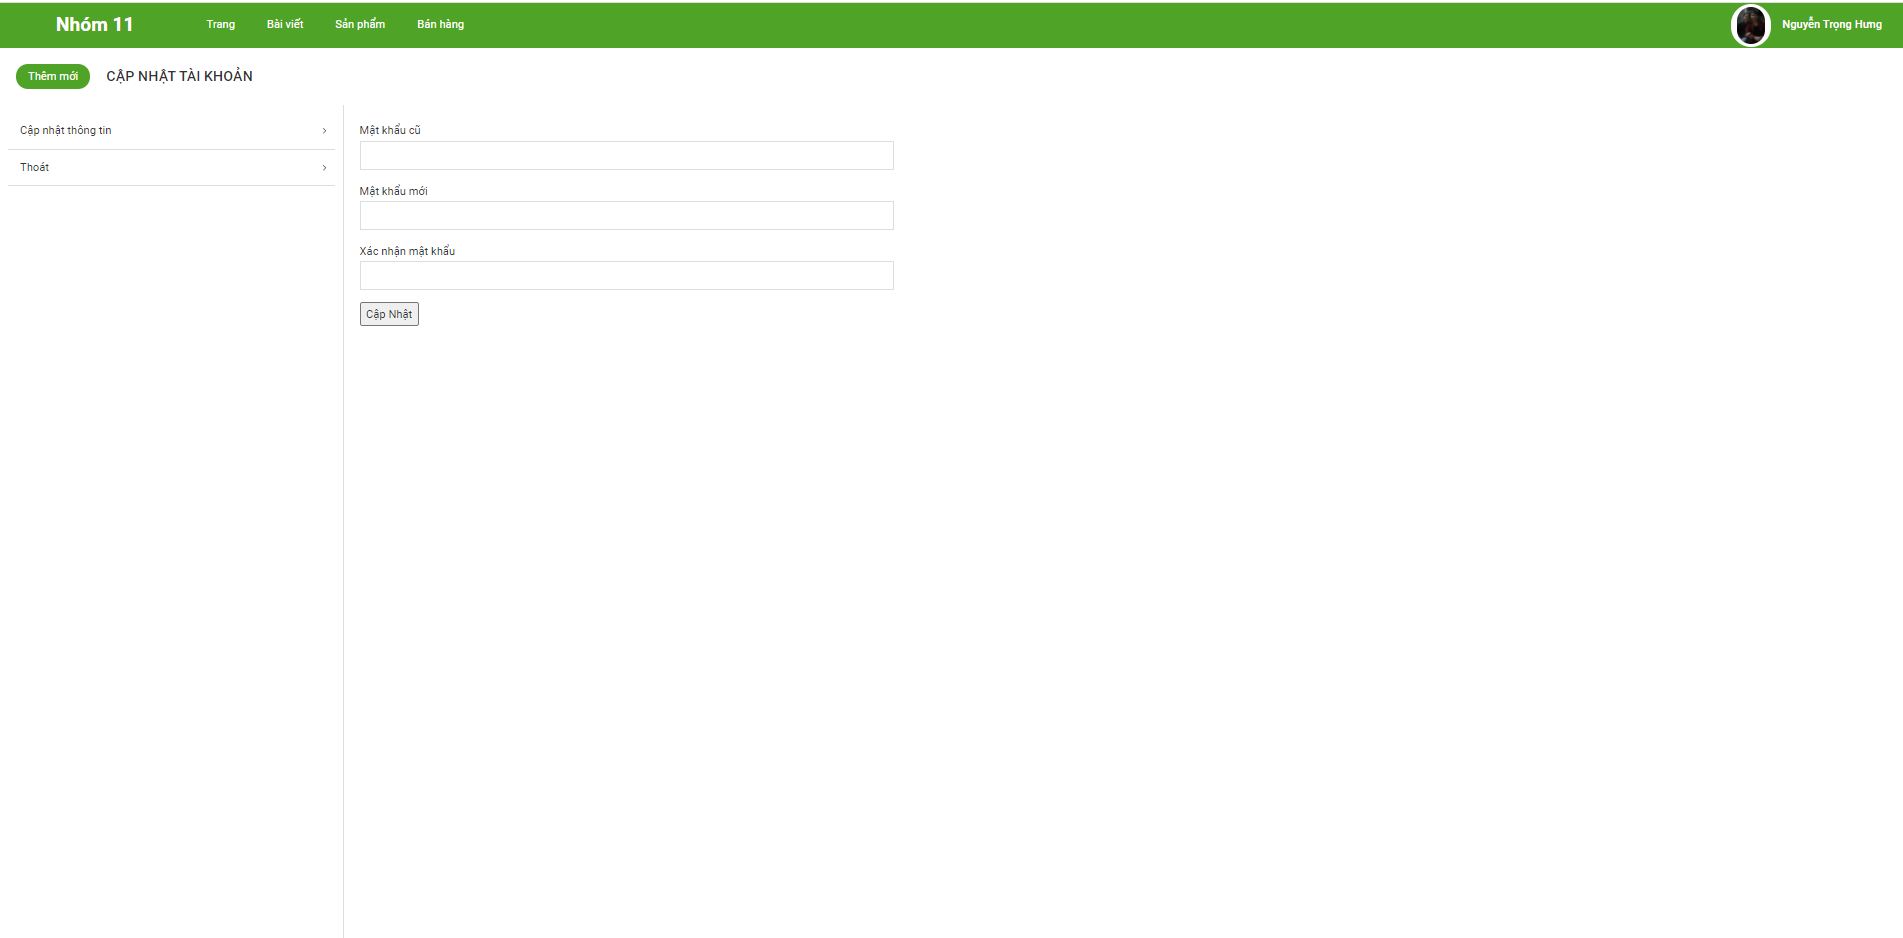 Nhóm 11 Trang Bài viết Sản phẩm Bán hàng Nguyễn Trọng Hưng
Thêm mới CẬP NHẬT TÀI KHOẢN
Cập nhật thông tin
Thoát
Mật khẩu cũ
Mật khẩu mới
Xác nhận mật khẩu
Cập Nhật